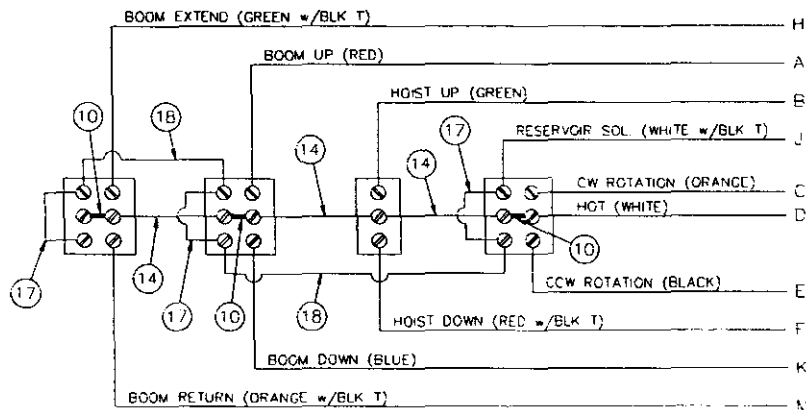 BOOM EXTEND (GREEN w/BLK T) H
BOOM UP (RED) A
HOIST UP (GREEN) B
RESERVOIR SOL. (WHITE w/BLK T) J
10
18
17
14
14
CW ROTATION (ORANGE) C
HOT (WHITE) D
17
14
17
10
18
10
CCW ROTATION (BLACK) E
HOIST DOWN (RED w/BLK T) F
BOOM DOWN (BLUE) K
BOOM RETURN (ORANGE w/BLK T)